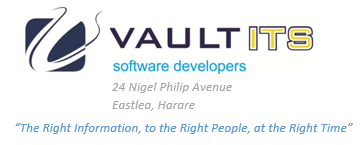 VAULT ITS
software developers
24 Nigel Philip Avenue
Eastlea, Harare
“The Right Information, to the Right People, at the Right Time”